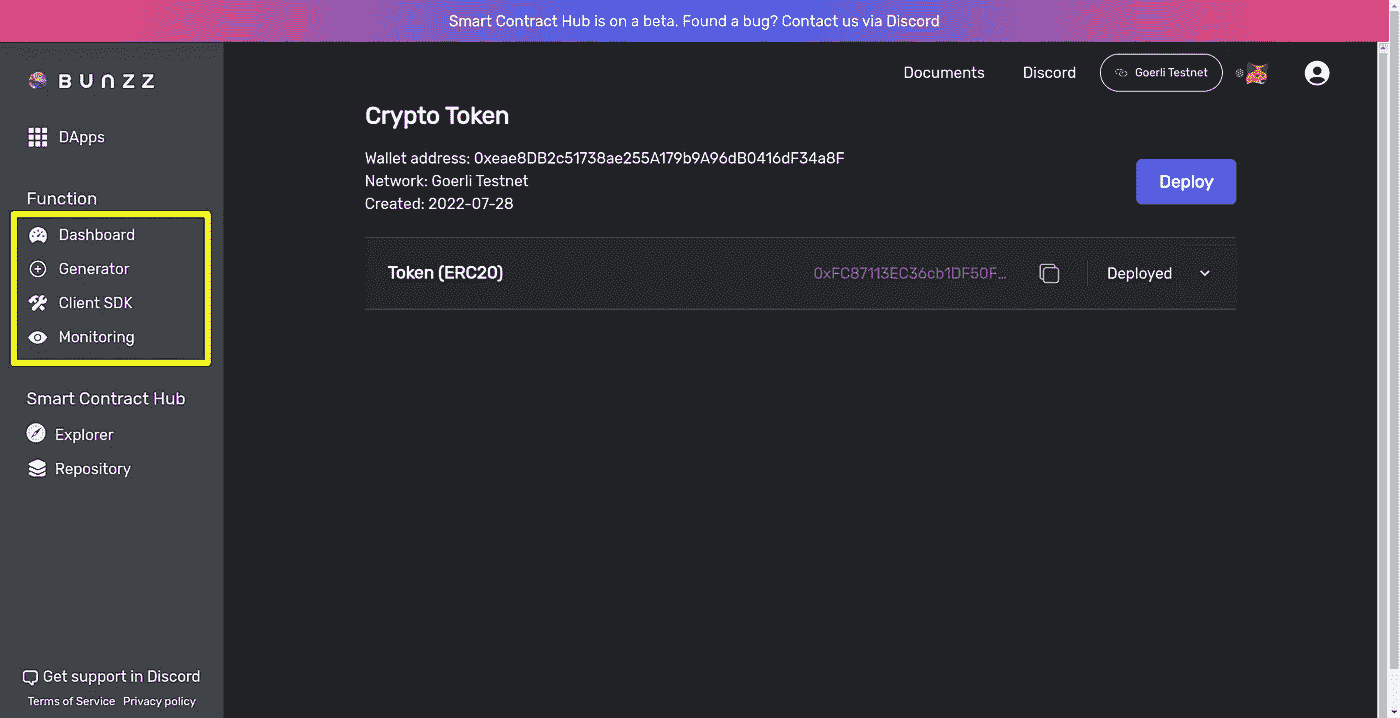 Smart Contract Hub is on a beta. Found a bug? Contact us via Discord
BUNZZ
Documents
Discord
Goerli Testnet
DApps
Function
Dashboard
Generator
Client SDK
Monitoring
Smart Contract Hub
Explorer
Repository
Get support in Discord
Terms of Service Privacy policy
Crypto Token
Wallet address: 0xeae8DB2c51738ae255A179b9A96dB0416dF34a8F
Network: Goerli Testnet
Created: 2022-07-28
Deploy
Token (ERC20)
0xFC87113EC36cb1DF50F...
Deployed